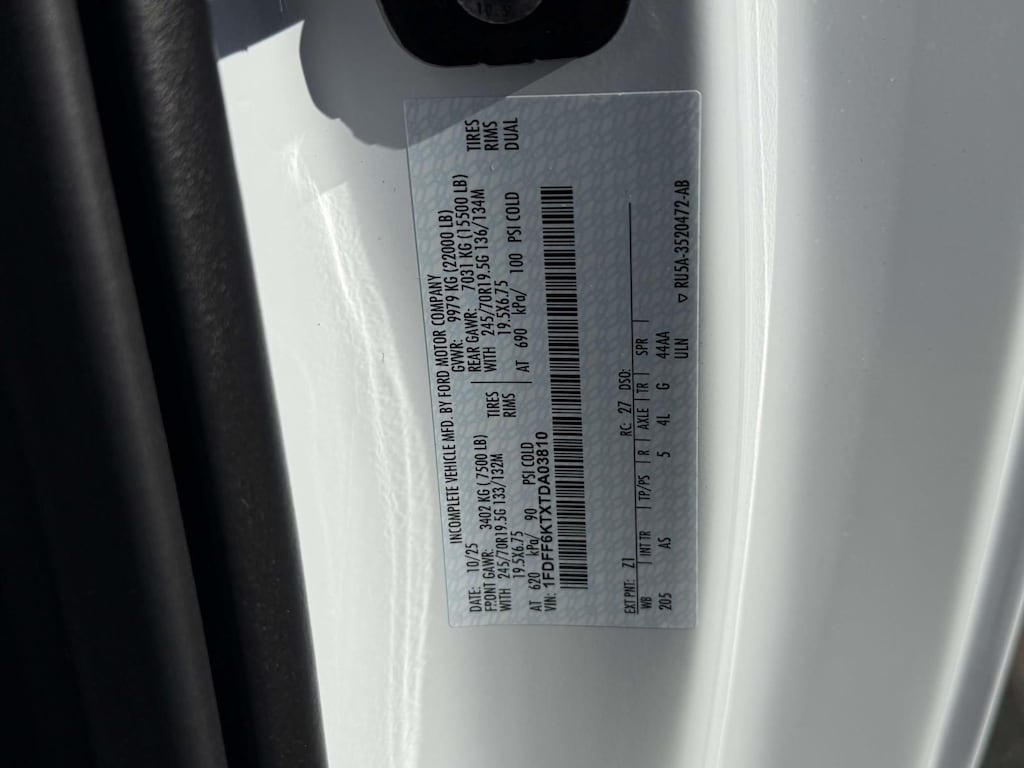 INCOMPLETE VEHICLE MFD. BY FORD MOTOR COMPANY
DATE: 10/25 GVWR: 9979 KG (22000 LB)
FRONT GAWR: 3402 KG ( 7500 LB) REAR GAWR: 7031 KG (15500 LB)
WITH 245/70R19.5G 133/132M TIRES WITH 245/70R19.5G 136/134M TIRES
19.5X6.75 RIMS 19.5X6.75 RIMS
AT 620 kPa/ 90 PSI COLD AT 690 kPa/ 100 PSI COLD DUAL
VIN: 1FDFF6KTXTDA03810
EXT PNT: Z1 RC: 27 DSO:
WB INT TR TP/PS R AXLE TR SPR
205 AS 5 4L G 44AA
ULN
▽ RU5A-3520472-AB